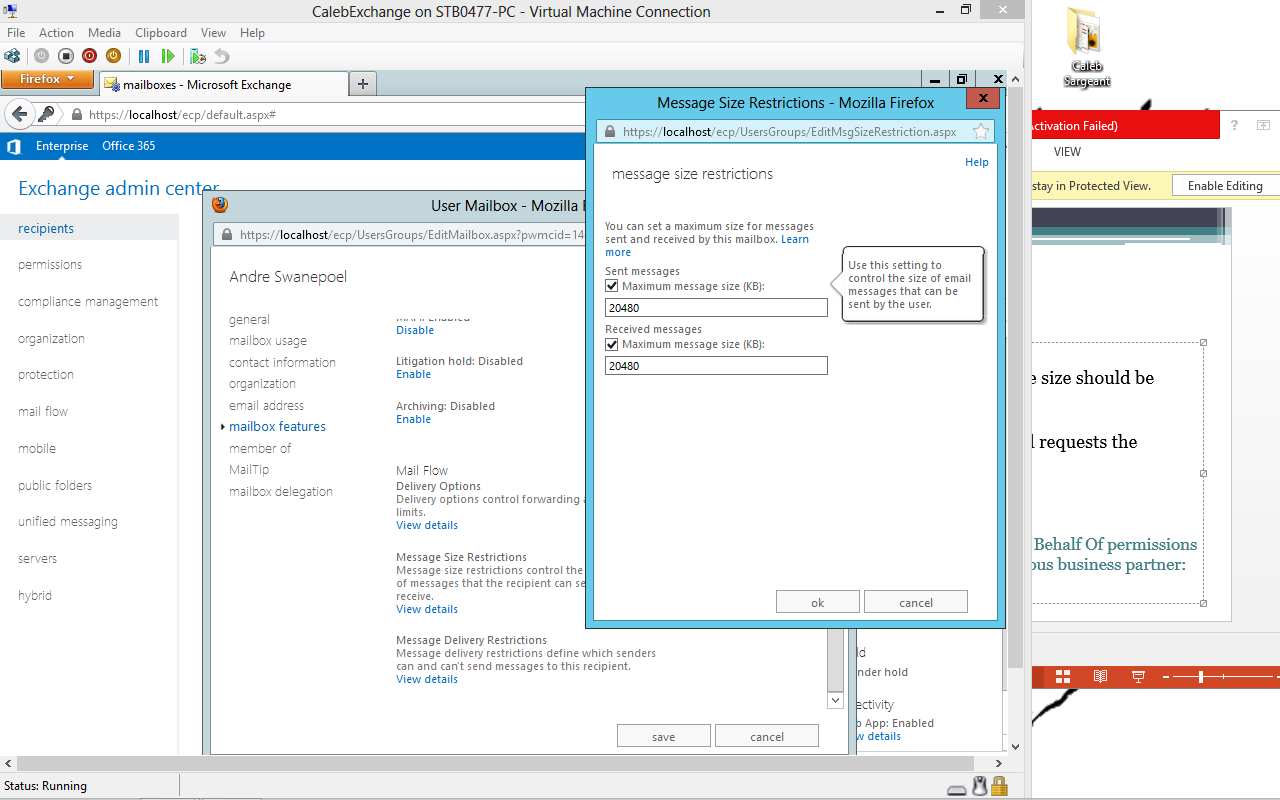 CalebExchange on STB0477-PC - Virtual Machine Connection
File Action Media Clipboard View Help
Firefox
mailboxes - Microsoft Exchange
https://localhost/ecp/default.aspx#
Enterprise Office 365
Exchange admin center
recipients
permissions
compliance management
organization
protection
mail flow
mobile
public folders
unified messaging
servers
hybrid
User Mailbox - Mozilla
https://localhost/ecp/UsersGroups/EditMailbox.aspx?pwmcid=14
Andre Swanepoel
general
mailbox usage
contact information
organization
email address
mailbox features
member of
MailTip
mailbox delegation
Disable
Litigation hold: Disabled
Enable
Archiving: Disabled
Enable
Mail Flow
Delivery Options
Delivery options control forwarding
limits.
View details
Message Size Restrictions
Message size restrictions control the
of messages that the recipient can se
receive.
View details
Message Delivery Restrictions
Message delivery restrictions define which senders
can and can't send messages to this recipient.
View details
save cancel
Message Size Restrictions - Mozilla Firefox
x
https://localhost/ecp/UsersGroups/EditMsgSizeRestriction.aspx
Help
message size restrictions
You can set a maximum size for messages
sent and received by this mailbox. Learn
more
Sent messages
Maximum message size (KB):
20480
Received messages
Maximum message size (KB):
20480
Use this setting to
control the size of email
messages that can be
sent by the user.
ok cancel
ld
nder hold
ectivity
p App: Enabled
w details
Status: Running
Caleb
Sargeant
ctivation Failed)
VIEW
stay in Protected View.
Enable Editing
e size should be
requests the
Behalf Of permissions
ous business partner: